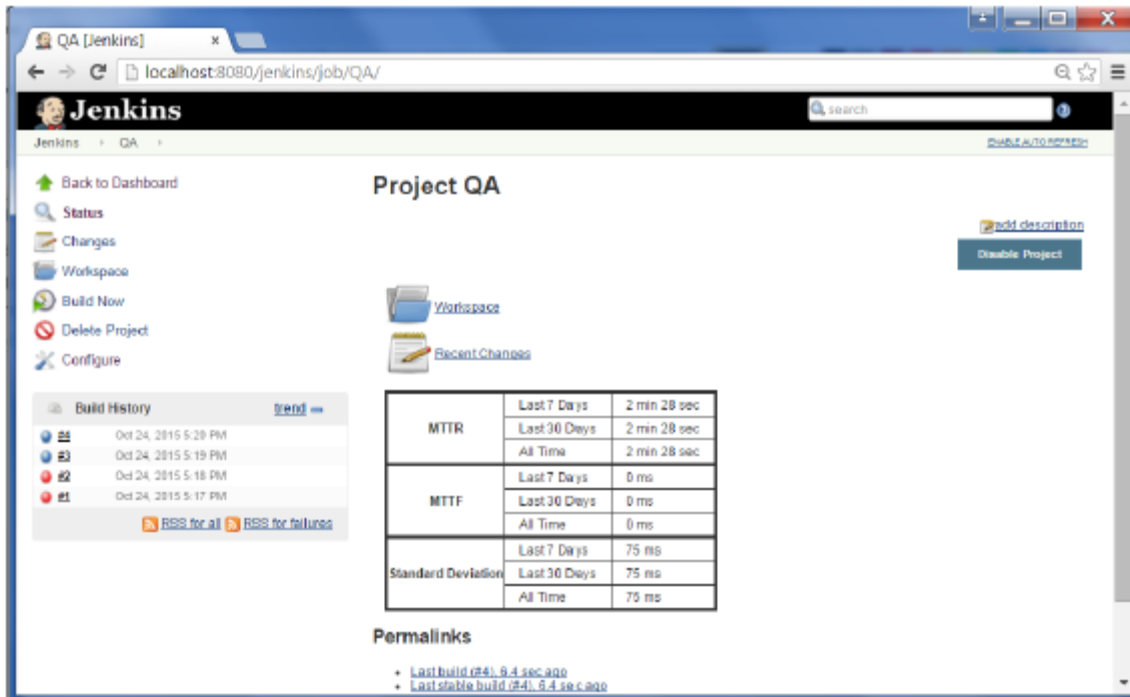 QA [Jenkins]
localhost:8080/jenkins/job/QA/
Jenkins
search
Jenkins QA
ENABLE AUTO REFRESH
Back to Dashboard
Status
Changes
Workspace
Build Now
Delete Project
Configure
Build History trend
#4 Oct 24, 2015 5:20 PM
#3 Oct 24, 2015 5:19 PM
#2 Oct 24, 2015 5:18 PM
#1 Oct 24, 2015 5:17 PM
RSS for all RSS for failures
Project QA
add description
Disable Project
Workspace
Recent Changes
MTTR
Last 7 Days 2 min 28 sec
Last 30 Days 2 min 28 sec
All Time 2 min 28 sec
MTTF
Last 7 Days 0 ms
Last 30 Days 0 ms
All Time 0 ms
Standard Deviation
Last 7 Days 75 ms
Last 30 Days 75 ms
All Time 75 ms
Permalinks
Last build (#4), 6.4 sec ago
Last stable build (#4), 6.4 sec ago